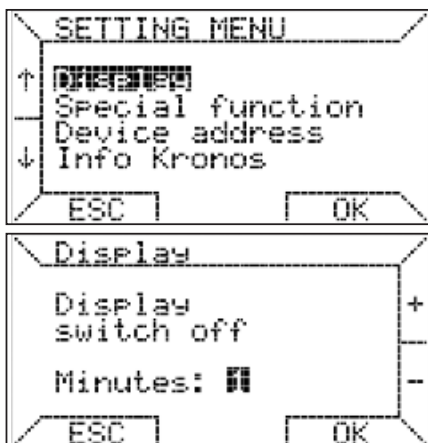 SETTING MENU
↑ Display
Special function
Device address
↓ Info Kronos
ESC OK
Display
Display +
switch off
Minutes: -
ESC OK